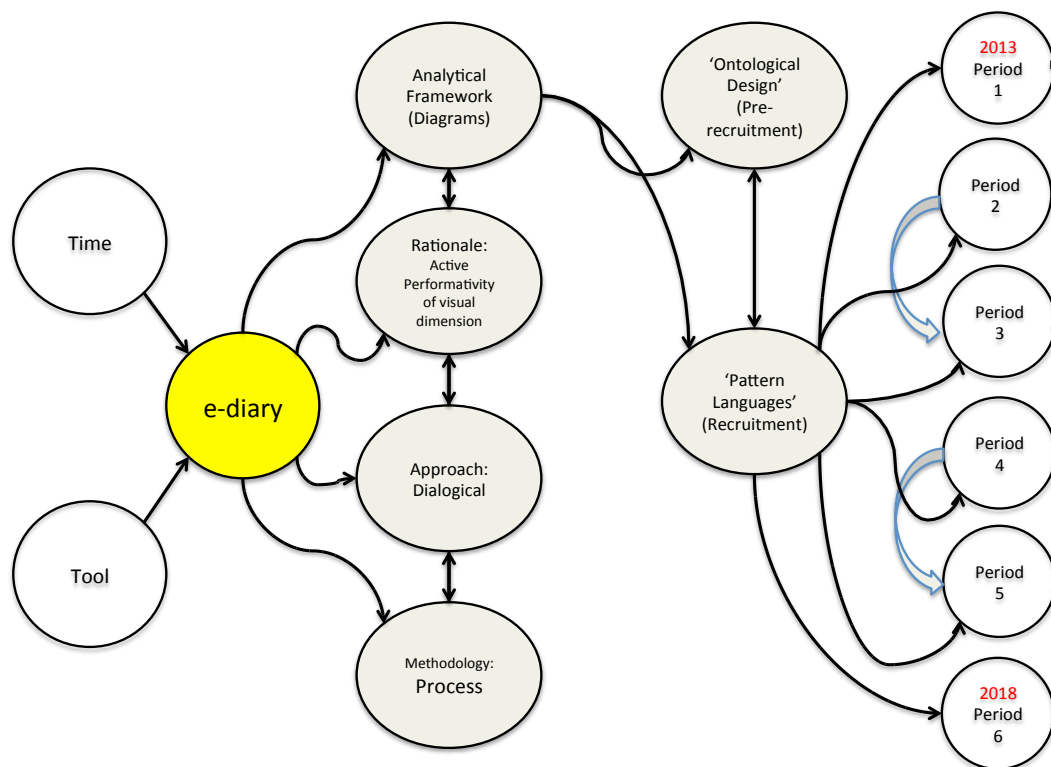 Time
Tool
e-diary
Analytical
Framework
(Diagrams)
Rationale:
Active
Performativity
of visual
dimension
Approach:
Dialogical
Methodology:
Process
‘Ontological
Design’
(Pre-
recruitment)
‘Pattern
Languages’
(Recruitment)
2013
Period
1
Period
2
Period
3
Period
4
Period
5
2018
Period
6